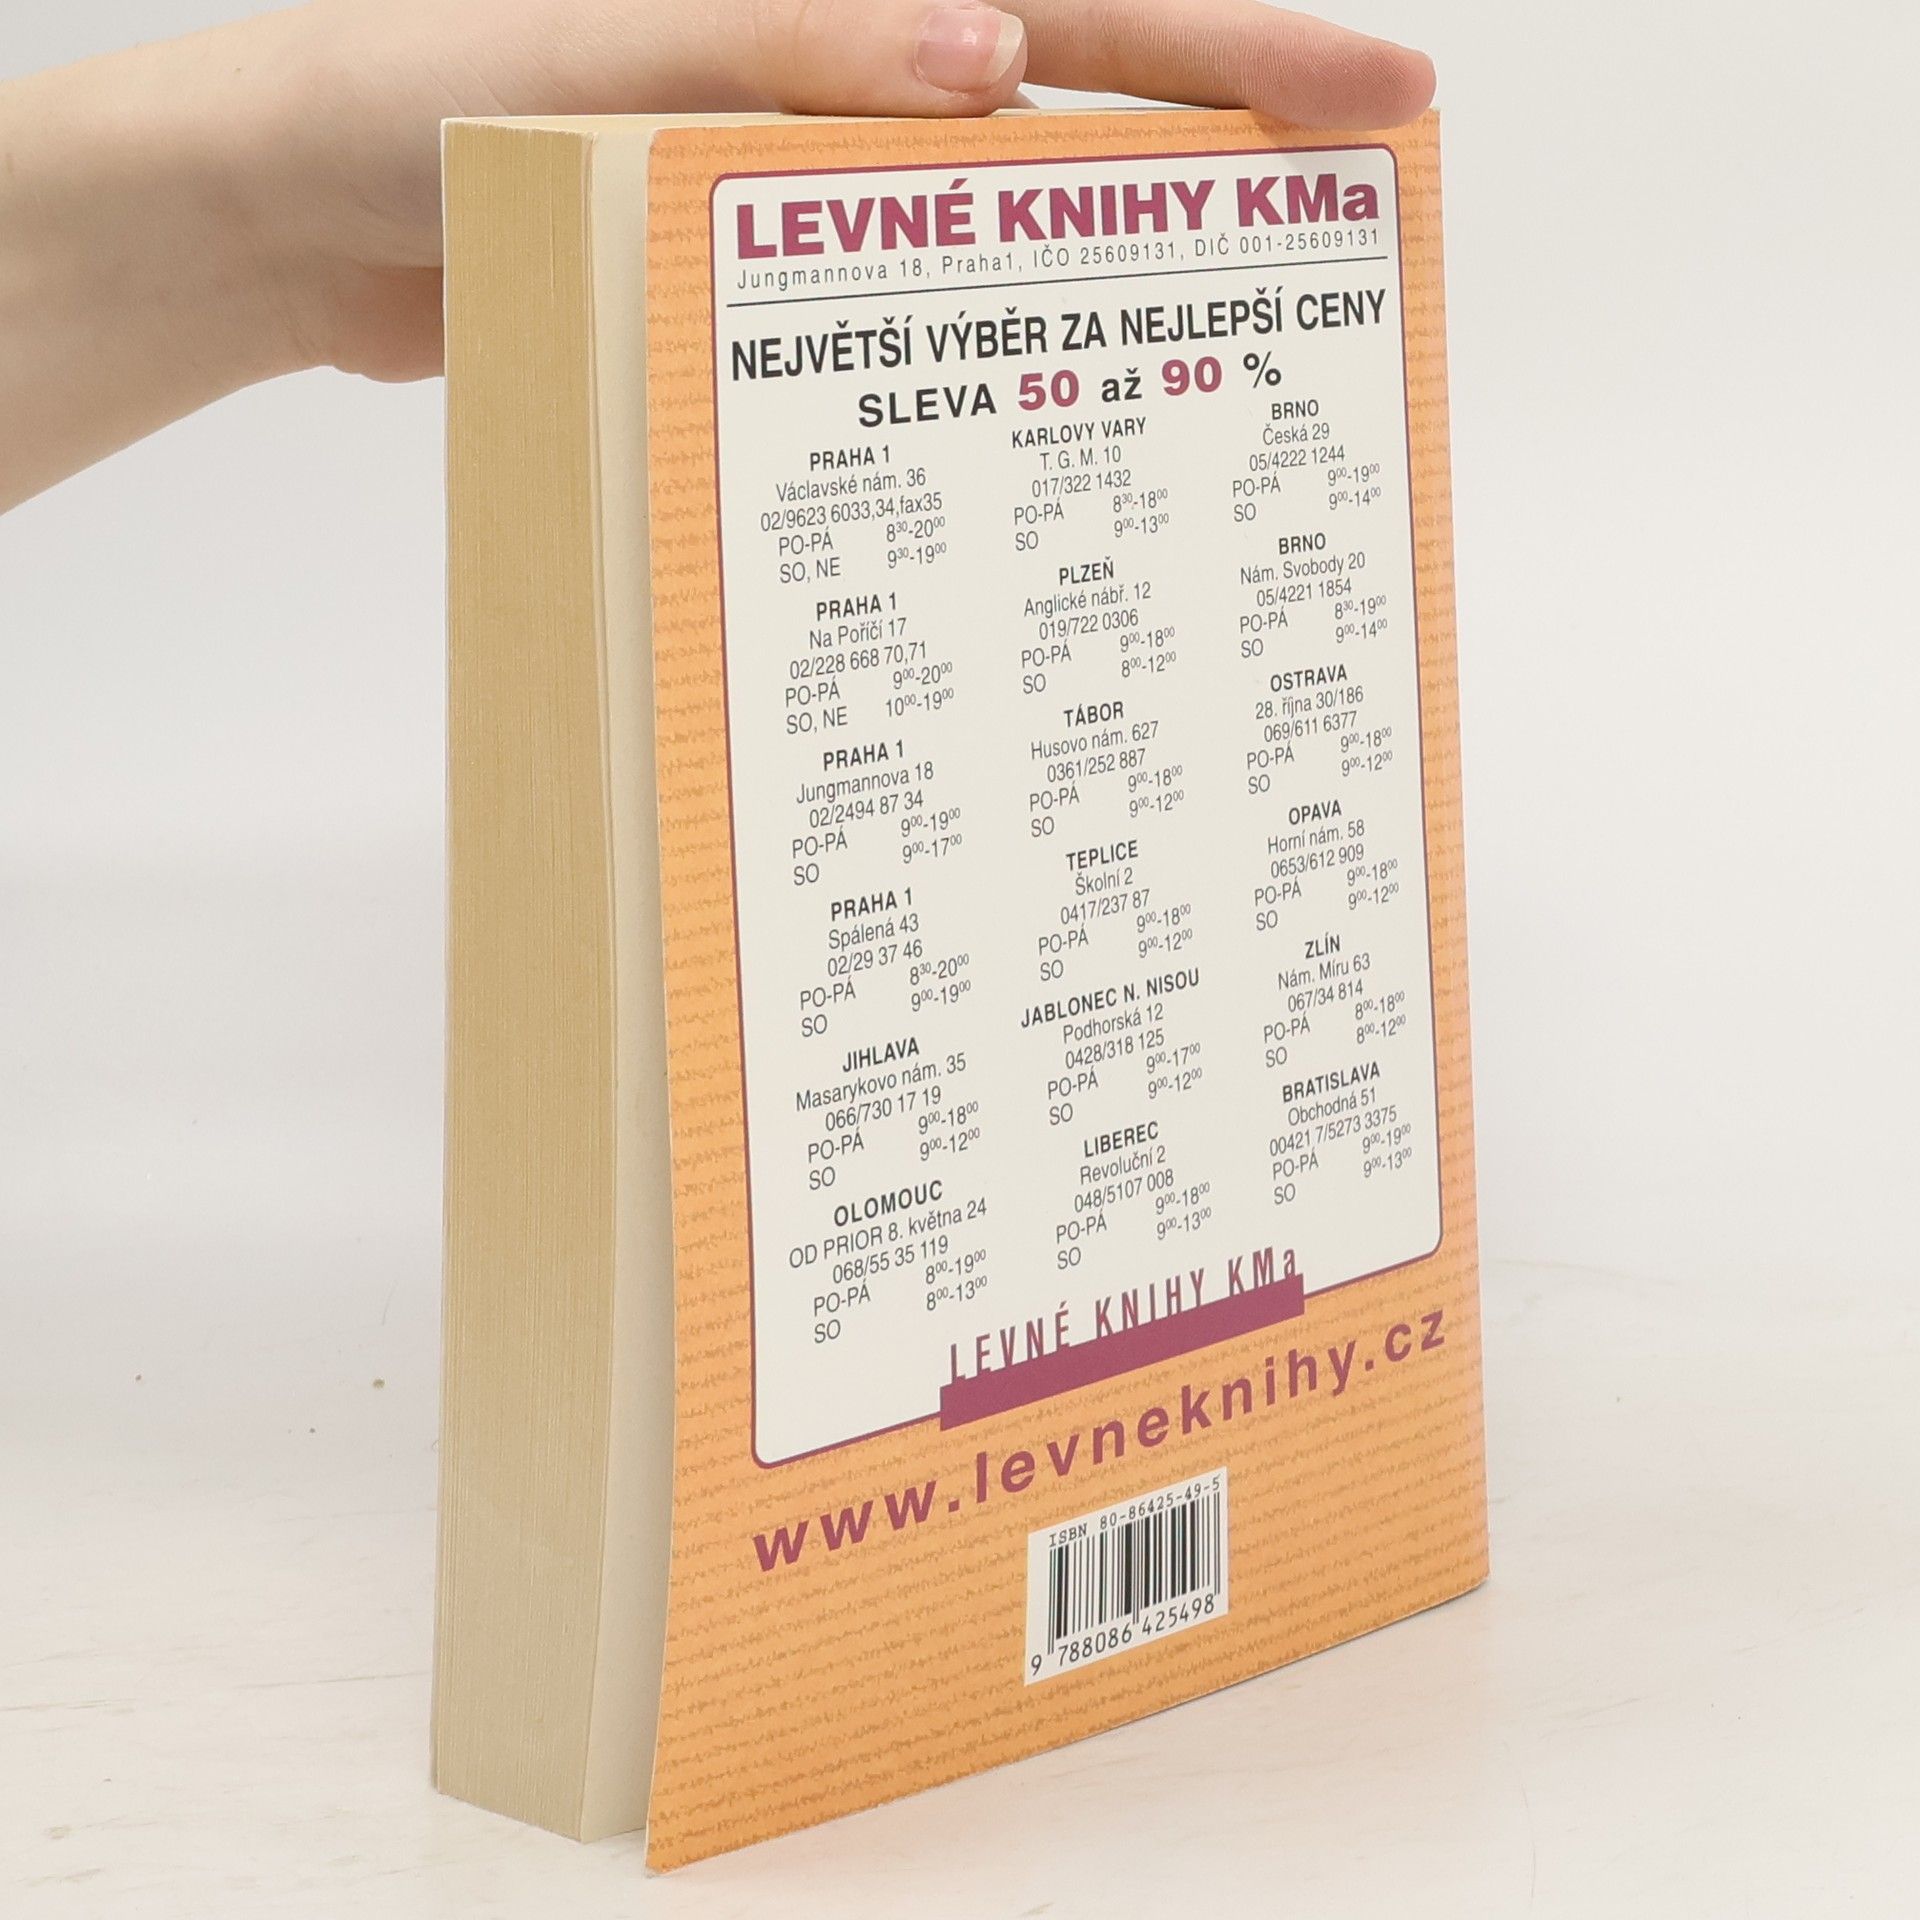 LEVNÉ KNIHY KMa
Jungmannova 18, Praha1, IČO 25609131, DIČ 001-25609131
NEJVĚTŠÍ VÝBĚR ZA NEJLEPŠÍ CENY
SLEVA 50 až 90 %
PRAHA 1
Václavské nám. 36
02/9623 6033,34,fax35
PO-PÁ 8³⁰-20⁰⁰
SO, NE 9³⁰-19⁰⁰
PRAHA 1
Na Poříčí 17
02/228 668 70,71
PO-PÁ 9⁰⁰-20⁰⁰
SO, NE 10⁰⁰-19⁰⁰
PRAHA 1
Jungmannova 18
02/2494 87 34
PO-PÁ 9⁰⁰-19⁰⁰
SO 9⁰⁰-17⁰⁰
PRAHA 1
Spálená 43
02/29 37 46
PO-PÁ 8³⁰-20⁰⁰
SO 9⁰⁰-19⁰⁰
JIHLAVA
Masarykovo nám. 35
066/730 17 19
PO-PÁ 9⁰⁰-18⁰⁰
SO 9⁰⁰-12⁰⁰
OLOMOUC
OD PRIOR 8. května 24
068/55 35 119
PO-PÁ 8⁰⁰-19⁰⁰
SO 8⁰⁰-13⁰⁰
KARLOVY VARY
T. G. M. 10
017/322 1432
PO-PÁ 8³⁰-18⁰⁰
SO 9⁰⁰-13⁰⁰
PLZEŇ
Anglické nábř. 12
019/722 0306
PO-PÁ 9⁰⁰-18⁰⁰
SO 8⁰⁰-12⁰⁰
TÁBOR
Husovo nám. 627
0361/252 887
PO-PÁ 9⁰⁰-18⁰⁰
SO 9⁰⁰-12⁰⁰
TEPLICE
Školní 2
0417/237 87
PO-PÁ 9⁰⁰-18⁰⁰
SO 9⁰⁰-12⁰⁰
JABLONEC N. NISOU
Podhorská 12
0428/318 125
PO-PÁ 9⁰⁰-17⁰⁰
SO 9⁰⁰-12⁰⁰
LIBEREC
Revoluční 2
048/5107 008
PO-PÁ 9⁰⁰-18⁰⁰
SO 9⁰⁰-13⁰⁰
BRNO
Česká 29
05/4222 1244
PO-PÁ 9⁰⁰-19⁰⁰
SO 9⁰⁰-14⁰⁰
BRNO
Nám. Svobody 20
05/4221 1854
PO-PÁ 8³⁰-19⁰⁰
SO 9⁰⁰-14⁰⁰
OSTRAVA
28. října 30/186
069/611 6377
PO-PÁ 9⁰⁰-18⁰⁰
SO 9⁰⁰-12⁰⁰
OPAVA
Horní nám. 58
0653/612 909
PO-PÁ 9⁰⁰-18⁰⁰
SO 9⁰⁰-12⁰⁰
ZLÍN
Nám. Míru 63
067/34 814
PO-PÁ 8⁰⁰-18⁰⁰
SO 8⁰⁰-12⁰⁰
BRATISLAVA
Obchodná 51
00421 7/5273 3375
PO-PÁ 9⁰⁰-19⁰⁰
SO 9⁰⁰-13⁰⁰
LEVNÉ KNIHY KMa
www.levneknihy.cz
ISBN 80-86425-49-5
9 788086 425498